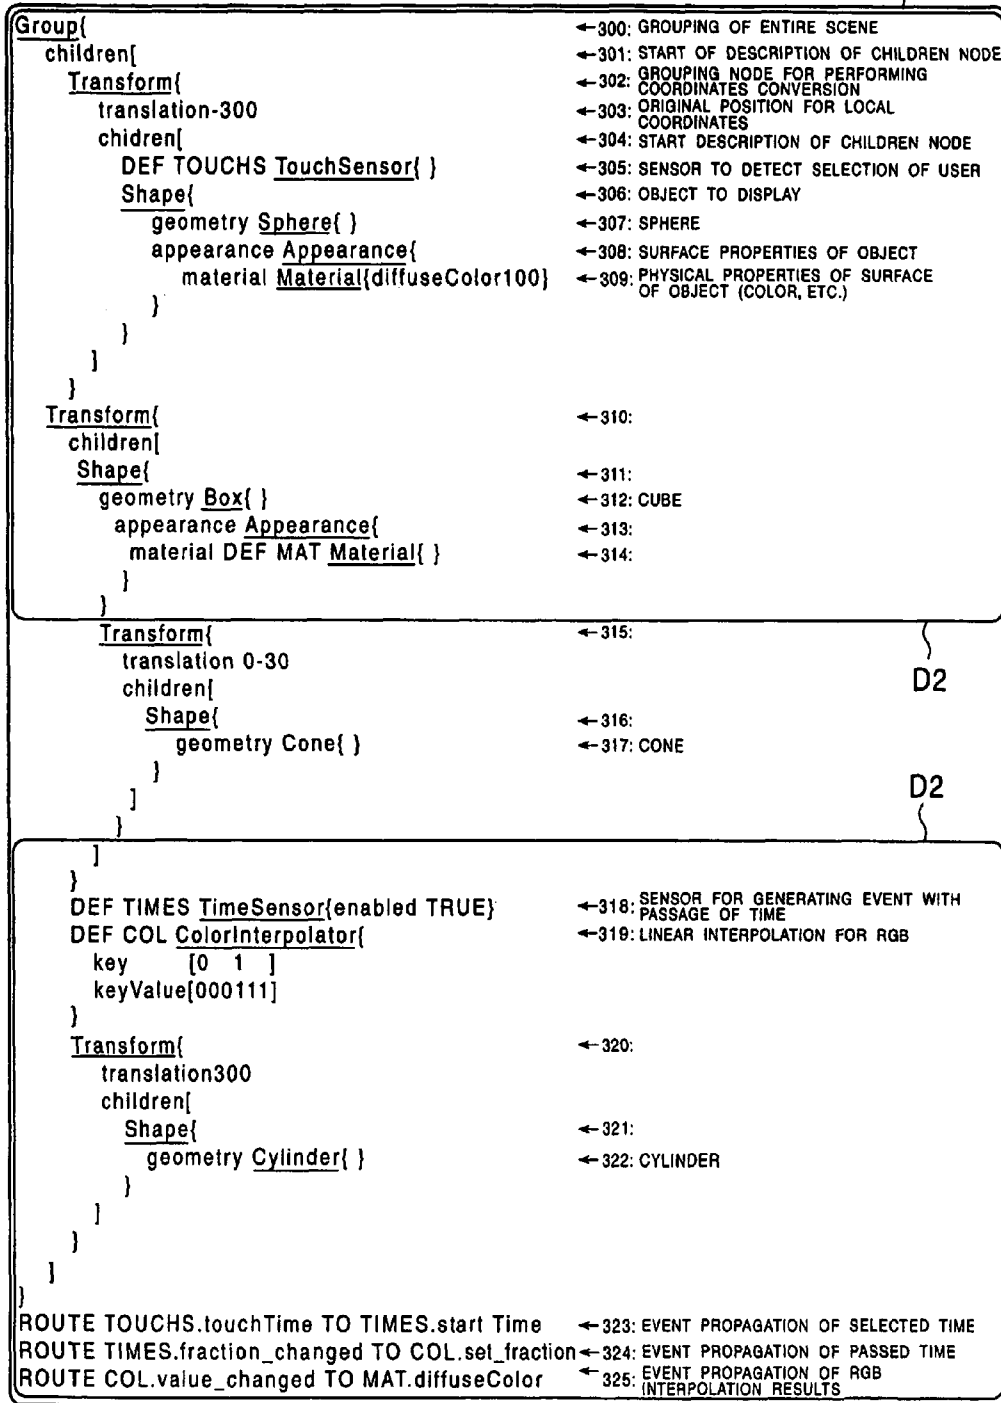 Group{ ←300: GROUPING OF ENTIRE SCENE
children[ ←301: START OF DESCRIPTION OF CHILDREN NODE
Transform{ ←302: GROUPING NODE FOR PERFORMING COORDINATES CONVERSION
translation-300 ←303: ORIGINAL POSITION FOR LOCAL COORDINATES
chidren[ ←304: START DESCRIPTION OF CHILDREN NODE
DEF TOUCHS TouchSensor{ } ←305: SENSOR TO DETECT SELECTION OF USER
Shape{ ←306: OBJECT TO DISPLAY
geometry Sphere{ } ←307: SPHERE
appearance Appearance{ ←308: SURFACE PROPERTIES OF OBJECT
material Material{diffuseColor100} ←309: PHYSICAL PROPERTIES OF SURFACE OF OBJECT (COLOR, ETC.)
}
}
]
}
Transform{ ←310:
children[
Shape{ ←311:
geometry Box{ } ←312: CUBE
appearance Appearance{ ←313:
material DEF MAT Material{ } ←314:
}
}
Transform{ ←315:
translation 0-30
D2
children[
Shape{ ←316:
geometry Cone{ } ←317: CONE
}
]
D2
}
]
}
DEF TIMES TimeSensor{enabled TRUE} ←318: SENSOR FOR GENERATING EVENT WITH PASSAGE OF TIME
DEF COL ColorInterpolator{ ←319: LINEAR INTERPOLATION FOR RGB
key [0 1 ]
keyValue[000111]
}
Transform{ ←320:
translation300
children[
Shape{ ←321:
geometry Cylinder{ } ←322: CYLINDER
}
]
}
]
}
ROUTE TOUCHS.touchTime TO TIMES.start Time ←323: EVENT PROPAGATION OF SELECTED TIME
ROUTE TIMES.fraction_changed TO COL.set_fraction ←324: EVENT PROPAGATION OF PASSED TIME
ROUTE COL.value_changed TO MAT.diffuseColor ←325: EVENT PROPAGATION OF RGB INTERPOLATION RESULTS